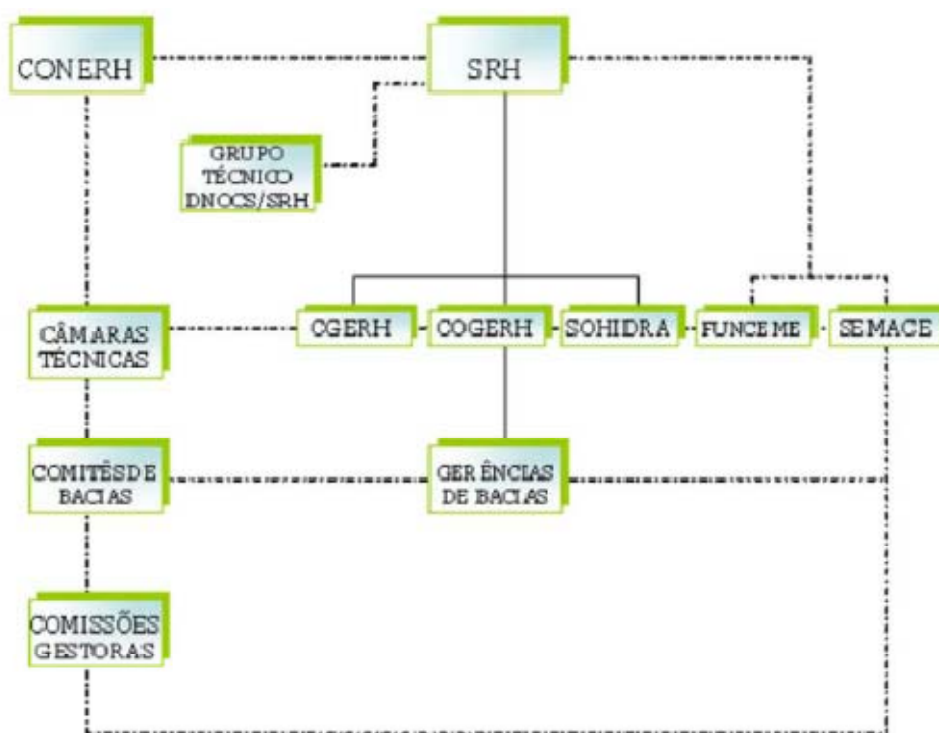 CONERH
SRH
GRUPO
TÉCNICO
DNOCS/SRH
CÂMARAS
TÉCNICAS
CGERH
COGERH
SOHIDRA
FUNCEME
SEMACE
COMITÊS DE
BACIAS
GERÊNCIAS
DE BACIAS
COMISSÕES
GESTORAS